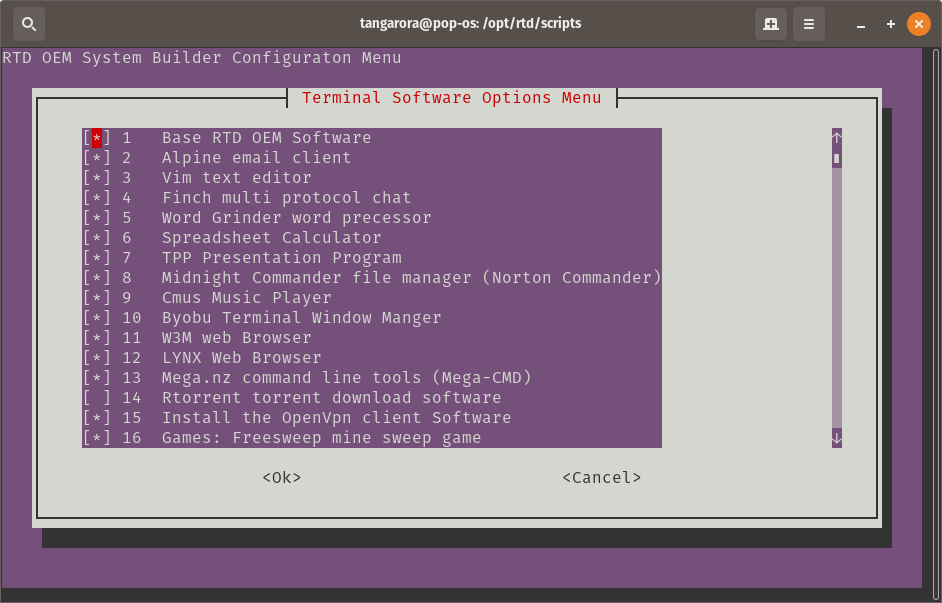 tangarora@pop-os: /opt/rtd/scripts
RTD OEM System Builder Configuraton Menu
Terminal Software Options Menu
[*] 1 Base RTD OEM Software
[*] 2 Alpine email client
[*] 3 Vim text editor
[*] 4 Finch multi protocol chat
[*] 5 Word Grinder word precessor
[*] 6 Spreadsheet Calculator
[*] 7 TPP Presentation Program
[*] 8 Midnight Commander file manager (Norton Commander)
[*] 9 Cmus Music Player
[*] 10 Byobu Terminal Window Manger
[*] 11 W3M web Browser
[*] 12 LYNX Web Browser
[*] 13 Mega.nz command line tools (Mega-CMD)
[ ] 14 Rtorrent torrent download software
[*] 15 Install the OpenVpn client Software
[*] 16 Games: Freesweep mine sweep game
<Ok> <Cancel>